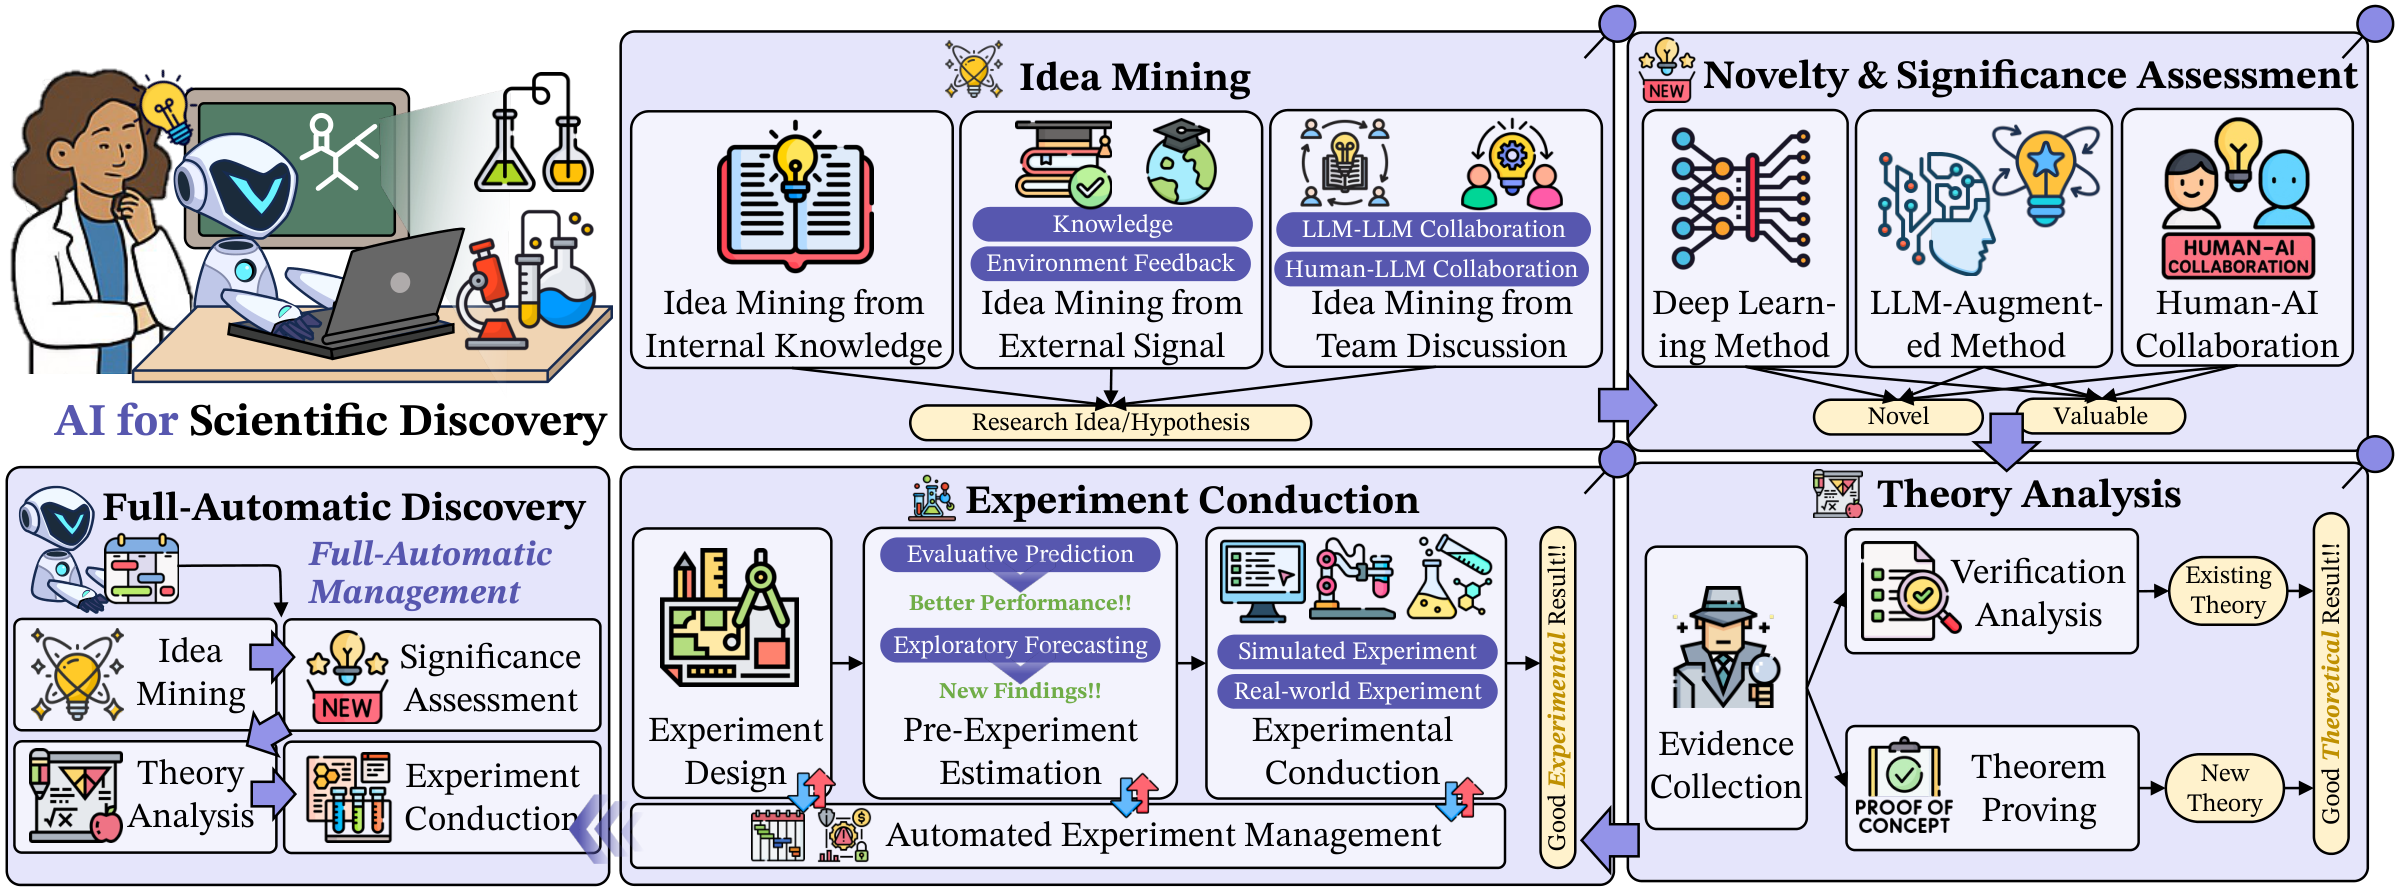 AI for Scientific Discovery
Idea Mining
Idea Mining from
Internal Knowledge
Knowledge
Environment Feedback
Idea Mining from
External Signal
LLM-LLM Collaboration
Human-LLM Collaboration
Idea Mining from
Team Discussion
Research Idea/Hypothesis
NEW
Novelty & Significance Assessment
Deep Learn-
ing Method
LLM-Augment-
ed Method
HUMAN-AI
COLLABORATION
Human-AI
Collaboration
Novel
Valuable
Theory Analysis
√x
Evidence
Collection
Verification
Analysis
Existing
Theory
PROOF OF
CONCEPT
Theorem
Proving
New
Theory
Good Theoretical Result!!
Experiment Conduction
Experiment
Design
Evaluative Prediction
Better Performance!!
Exploratory Forecasting
New Findings!!
Pre-Experiment
Estimation
Simulated Experiment
Real-world Experiment
Experimental
Conduction
Good Experimental Result!!
Automated Experiment Management
Full-Automatic Discovery
Full-Automatic
Management
Idea
Mining
NEW
Significance
Assessment
√x
Theory
Analysis
Experiment
Conduction